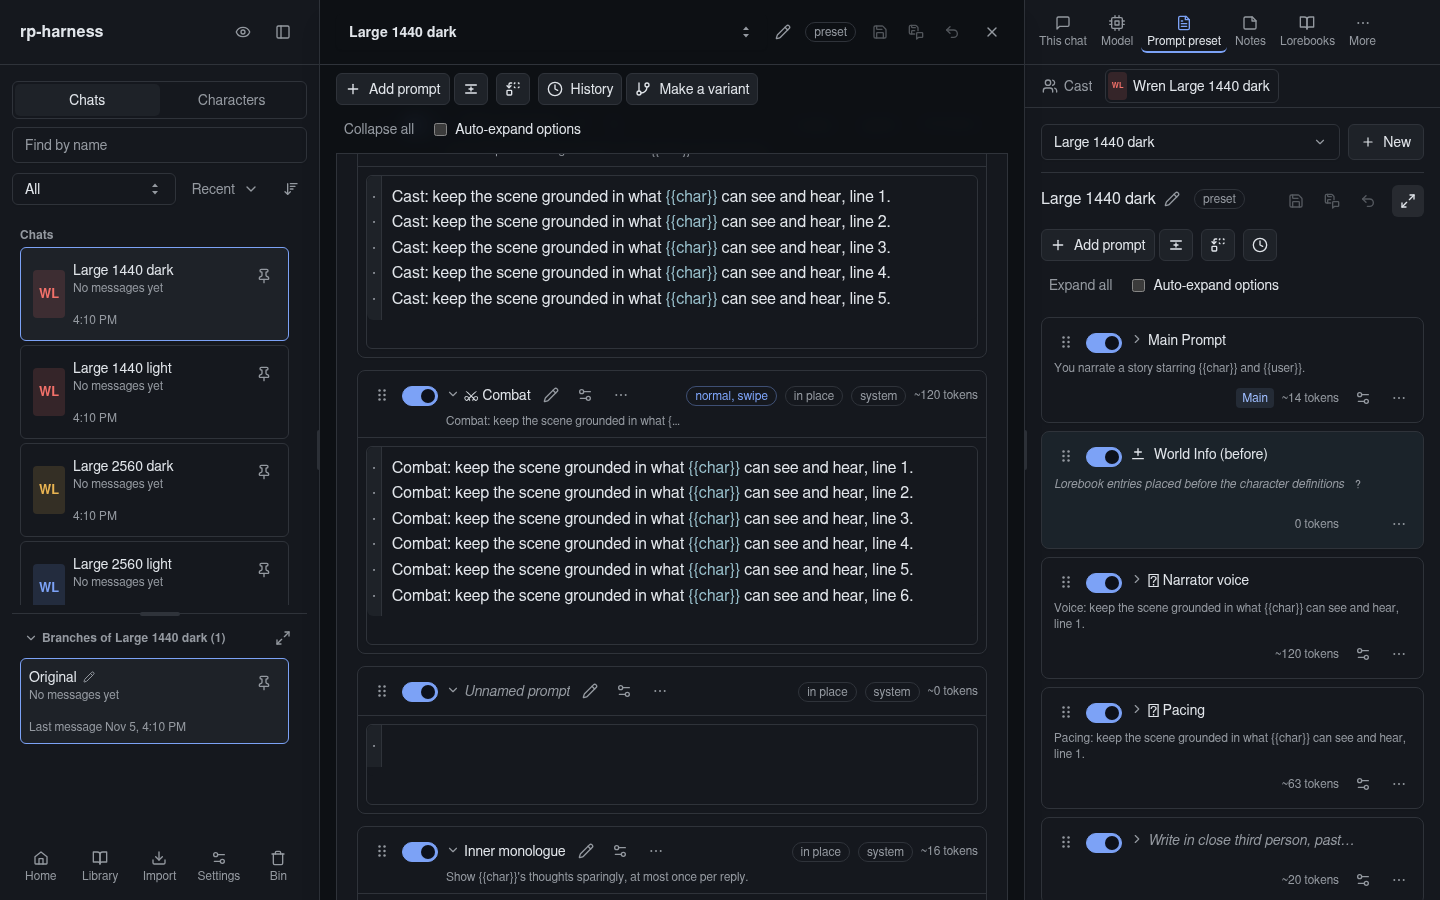 rp-harness
Chats
Characters
Find by name
All
Recent
Chats
WL
Large 1440 dark
No messages yet
4:10 PM
WL
Large 1440 light
No messages yet
4:10 PM
WL
Large 2560 dark
No messages yet
4:10 PM
WL
Large 2560 light
No messages yet
Branches of Large 1440 dark (1)
Original
No messages yet
Last message Nov 5, 4:10 PM
Home
Library
Import
Settings
Bin
Large 1440 dark
preset
Add prompt
History
Make a variant
Collapse all
Auto-expand options
Cast: keep the scene grounded in what {{char}} can see and hear, line 1.
Cast: keep the scene grounded in what {{char}} can see and hear, line 2.
Cast: keep the scene grounded in what {{char}} can see and hear, line 3.
Cast: keep the scene grounded in what {{char}} can see and hear, line 4.
Cast: keep the scene grounded in what {{char}} can see and hear, line 5.
⚔ Combat
normal, swipe
in place
system
~120 tokens
Combat: keep the scene grounded in what {...
Combat: keep the scene grounded in what {{char}} can see and hear, line 1.
Combat: keep the scene grounded in what {{char}} can see and hear, line 2.
Combat: keep the scene grounded in what {{char}} can see and hear, line 3.
Combat: keep the scene grounded in what {{char}} can see and hear, line 4.
Combat: keep the scene grounded in what {{char}} can see and hear, line 5.
Combat: keep the scene grounded in what {{char}} can see and hear, line 6.
Unnamed prompt
in place
system
~0 tokens
Inner monologue
in place
system
~16 tokens
Show {{char}}'s thoughts sparingly, at most once per reply.
This chat
Model
Prompt preset
Notes
Lorebooks
More
Cast
WL
Wren Large 1440 dark
Large 1440 dark
New
Large 1440 dark
preset
Add prompt
Expand all
Auto-expand options
Main Prompt
You narrate a story starring {{char}} and {{user}}.
Main
~14 tokens
World Info (before)
Lorebook entries placed before the character definitions ?
0 tokens
Narrator voice
Voice: keep the scene grounded in what {{char}} can see and hear,
line 1.
~120 tokens
Pacing
Pacing: keep the scene grounded in what {{char}} can see and hear,
line 1.
~63 tokens
Write in close third person, past...
~20 tokens